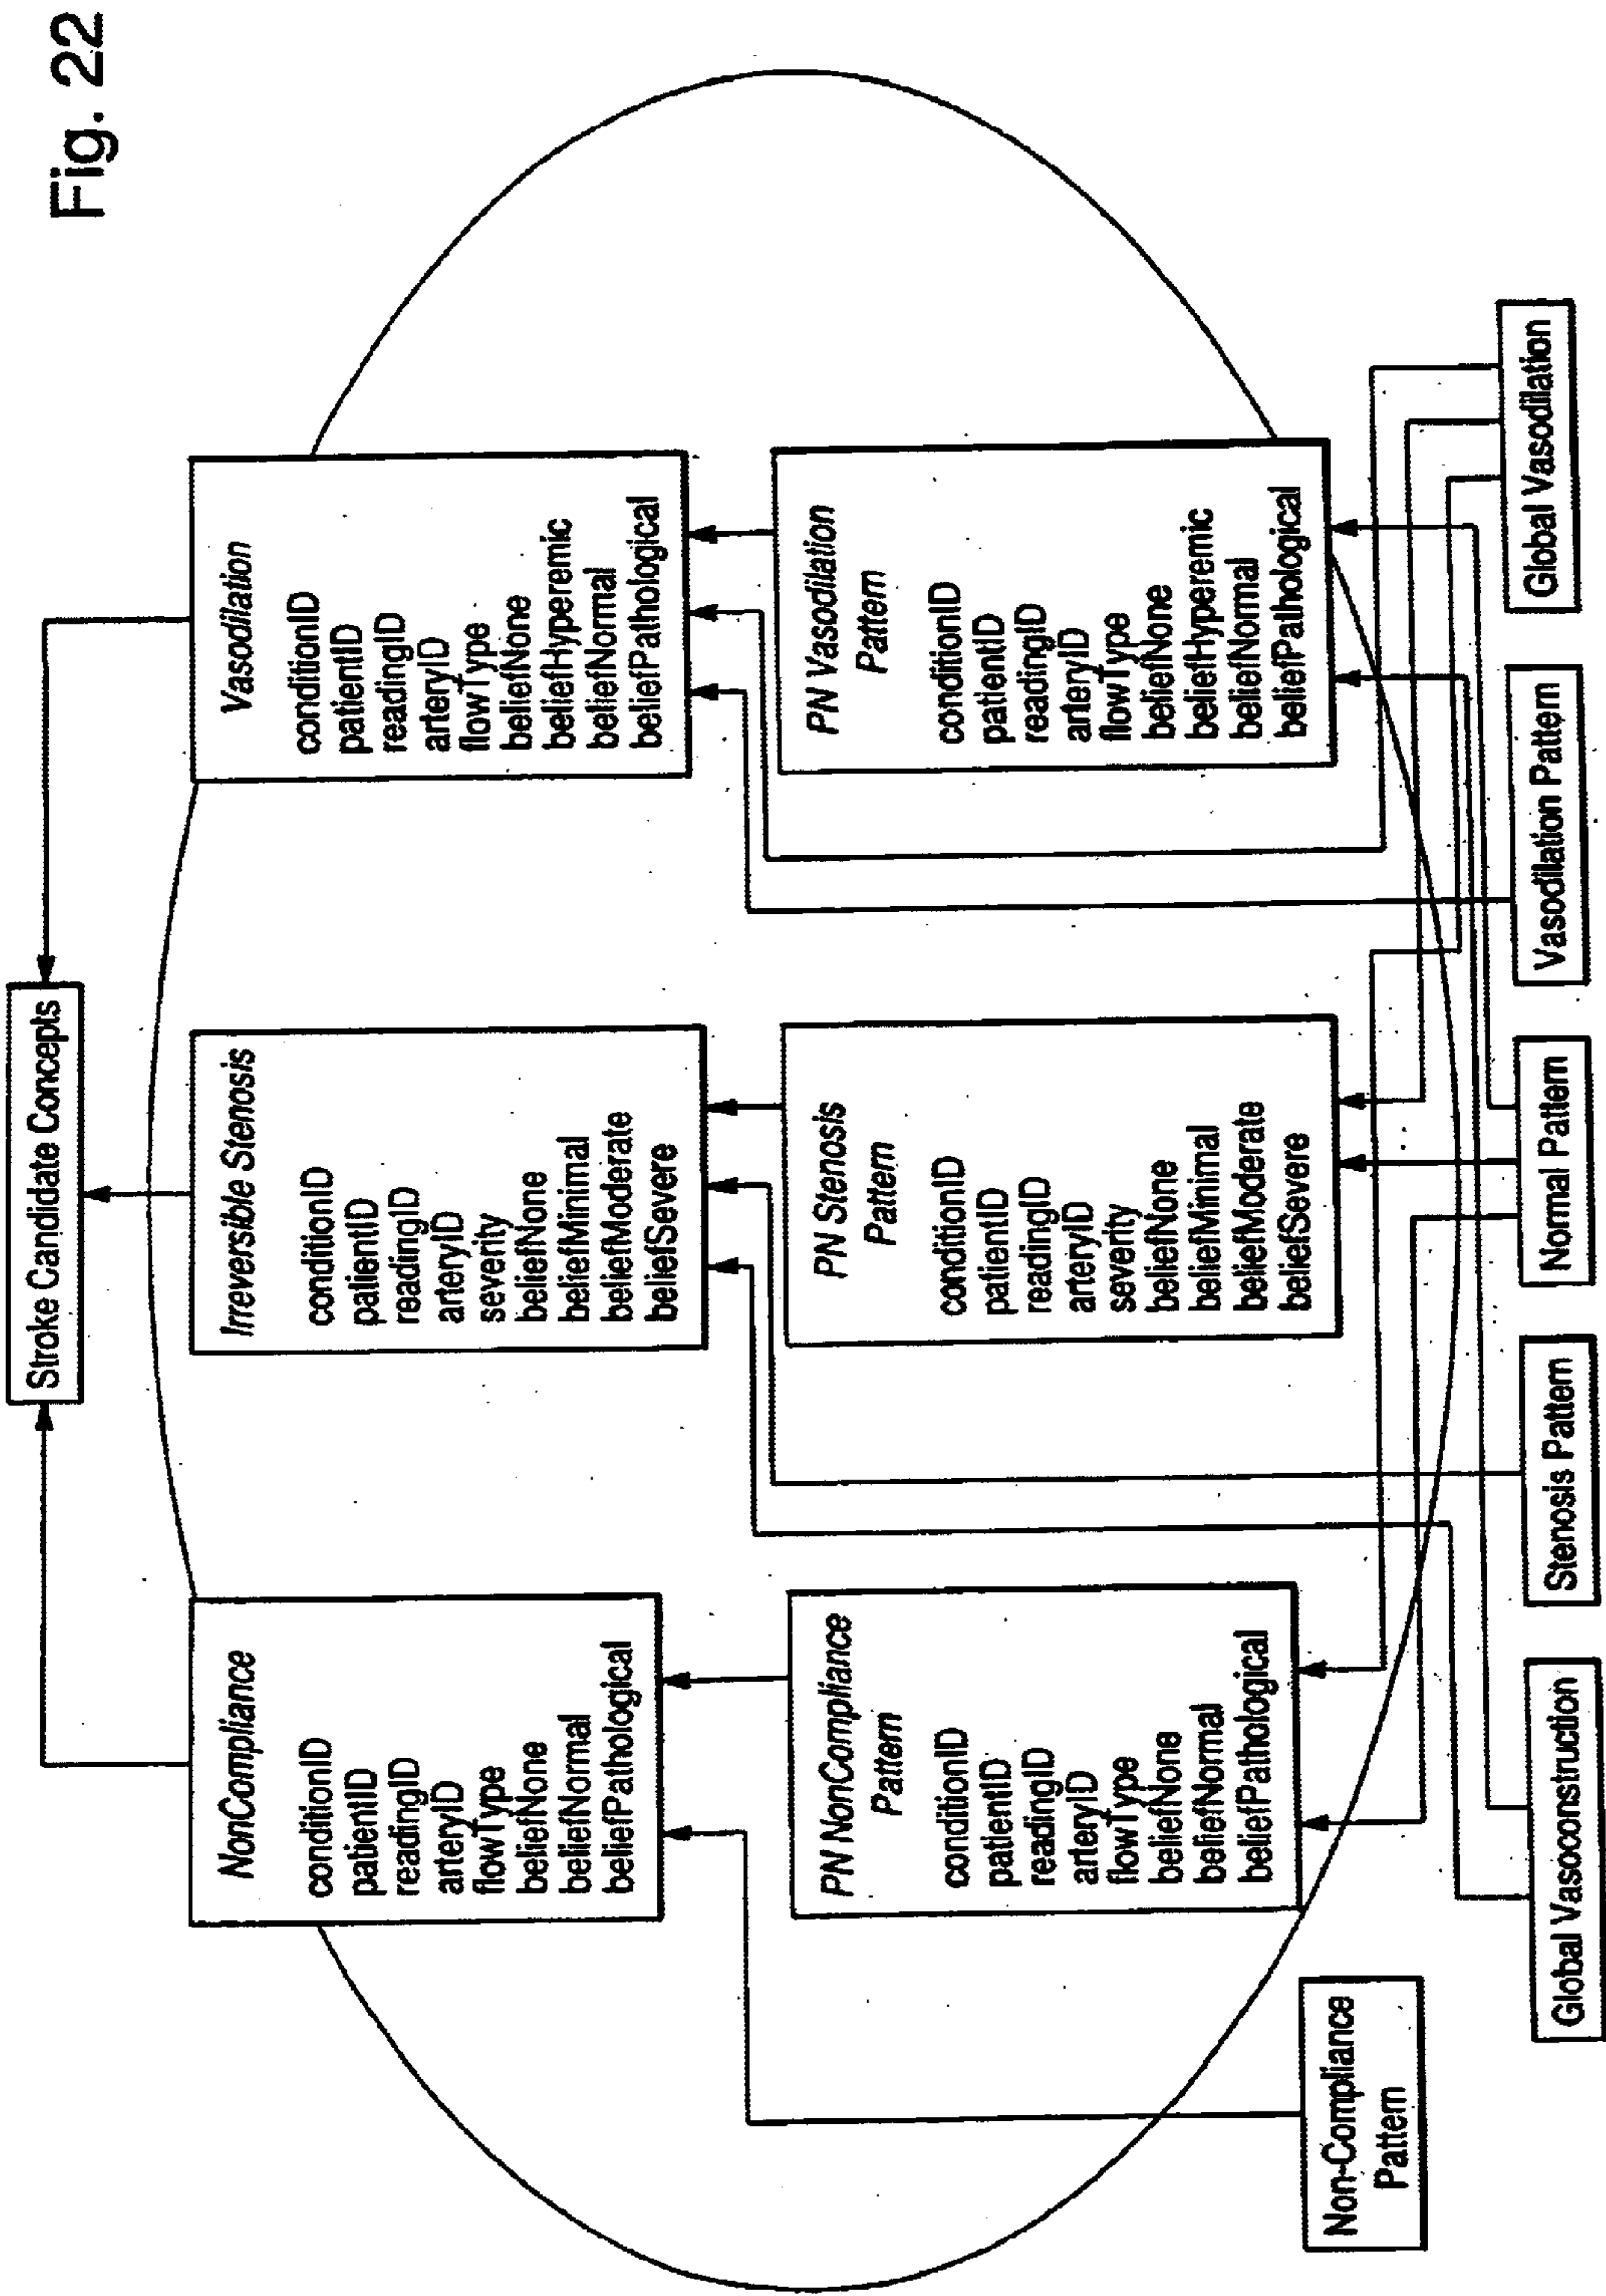 Fig. 22
Stroke Candidate Concepts
NonCompliance
conditionID
patientID
readingID
arteryID
flowType
beliefNone
beliefNormal
beliefPathological
Irreversible Stenosis
conditionID
patientID
readingID
arteryID
severity
beliefNone
beliefMinimal
beliefModerate
beliefSevere
Vasodilation
conditionID
patientID
readingID
arteryID
flowType
beliefNone
beliefHyperemic
beliefNormal
beliefPathological
PN NonCompliance
Pattern
conditionID
patientID
readingID
arteryID
flowType
beliefNone
beliefNormal
beliefPathological
PN Stenosis
Pattern
conditionID
patientID
readingID
arteryID
severity
beliefNone
beliefMinimal
beliefModerate
beliefSevere
PN Vasodilation
Pattern
conditionID
patientID
readingID
arteryID
flowType
beliefNone
beliefHyperemic
beliefNormal
beliefPathological
Non-Compliance
Pattern
Global Vasoconstruction
Stenosis Pattern
Normal Pattern
Vasodilation Pattern
Global Vasodilation